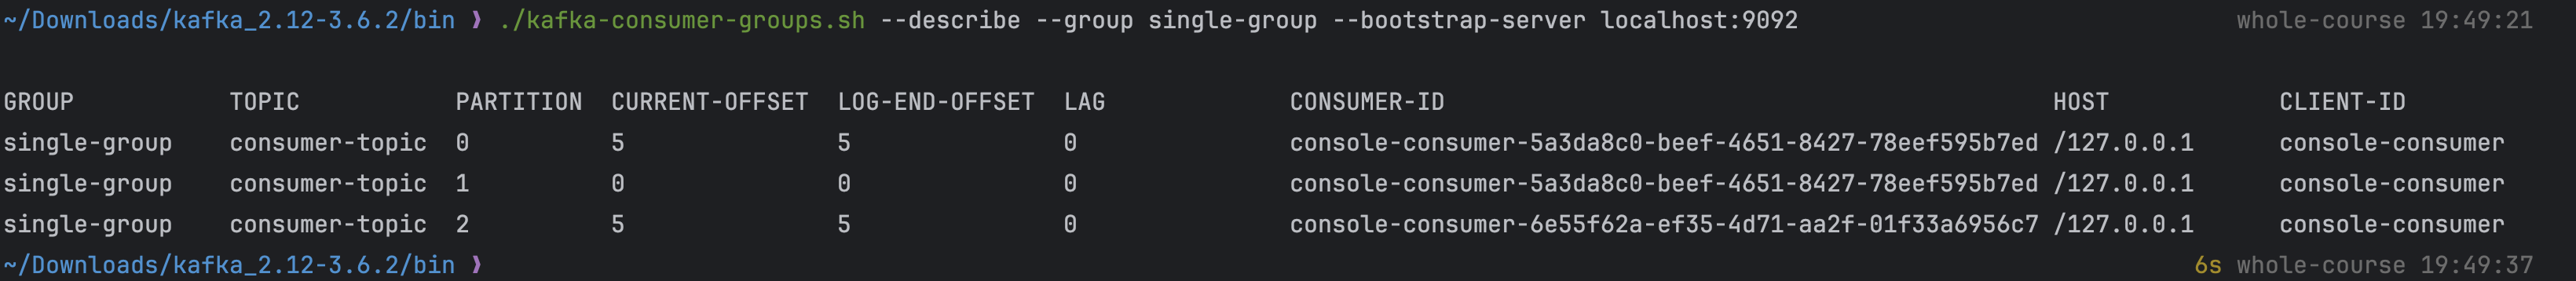 ~/Downloads/kafka_2.12-3.6.2/bin ❯ ./kafka-consumer-groups.sh --describe --group single-group --bootstrap-server localhost:9092 whole-course 19:49:21
GROUP TOPIC PARTITION CURRENT-OFFSET LOG-END-OFFSET LAG CONSUMER-ID HOST CLIENT-ID
single-group consumer-topic 0 5 5 0 console-consumer-5a3da8c0-beef-4651-8427-78eef595b7ed /127.0.0.1 console-consumer
single-group consumer-topic 1 0 0 0 console-consumer-5a3da8c0-beef-4651-8427-78eef595b7ed /127.0.0.1 console-consumer
single-group consumer-topic 2 5 5 0 console-consumer-6e55f62a-ef35-4d71-aa2f-01f33a6956c7 /127.0.0.1 console-consumer
~/Downloads/kafka_2.12-3.6.2/bin ❯ 6s whole-course 19:49:37